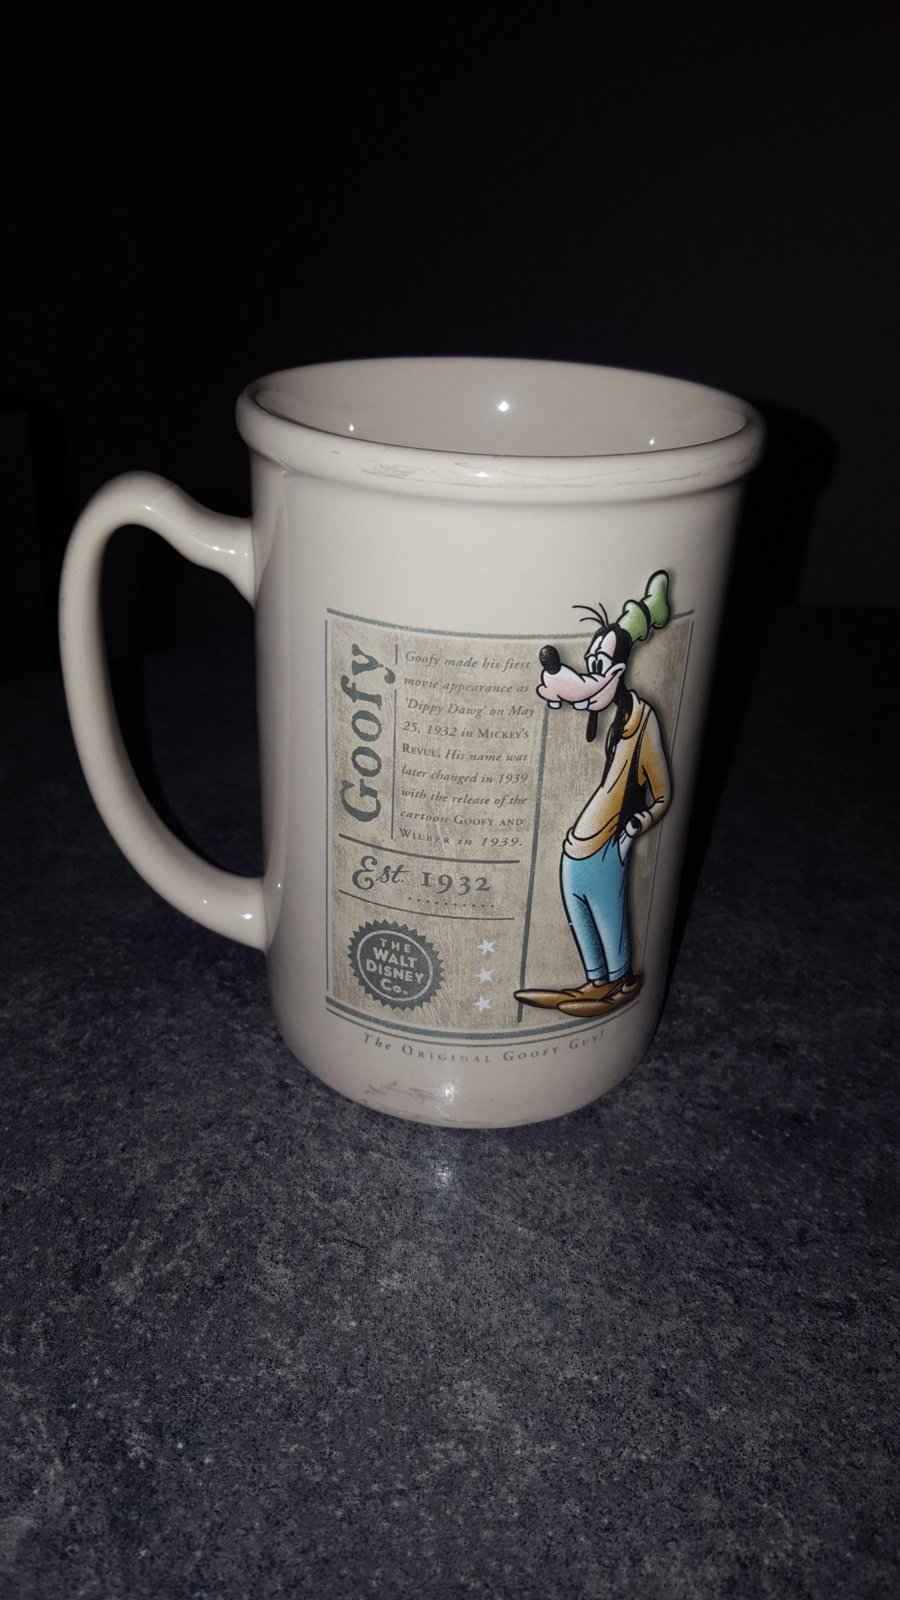 Goofy
Goofy made his first
movie appearance as
'Dippy Dawg' on May
25, 1932 in MICKEY'S
REVUE. His name was
later changed in 1939
with the release of the
cartoon GOOFY AND
WILBER in 1939.
Est. 1932
THE
WALT
DISNEY
Co.
The ORIGINAL GOOFY GUY!